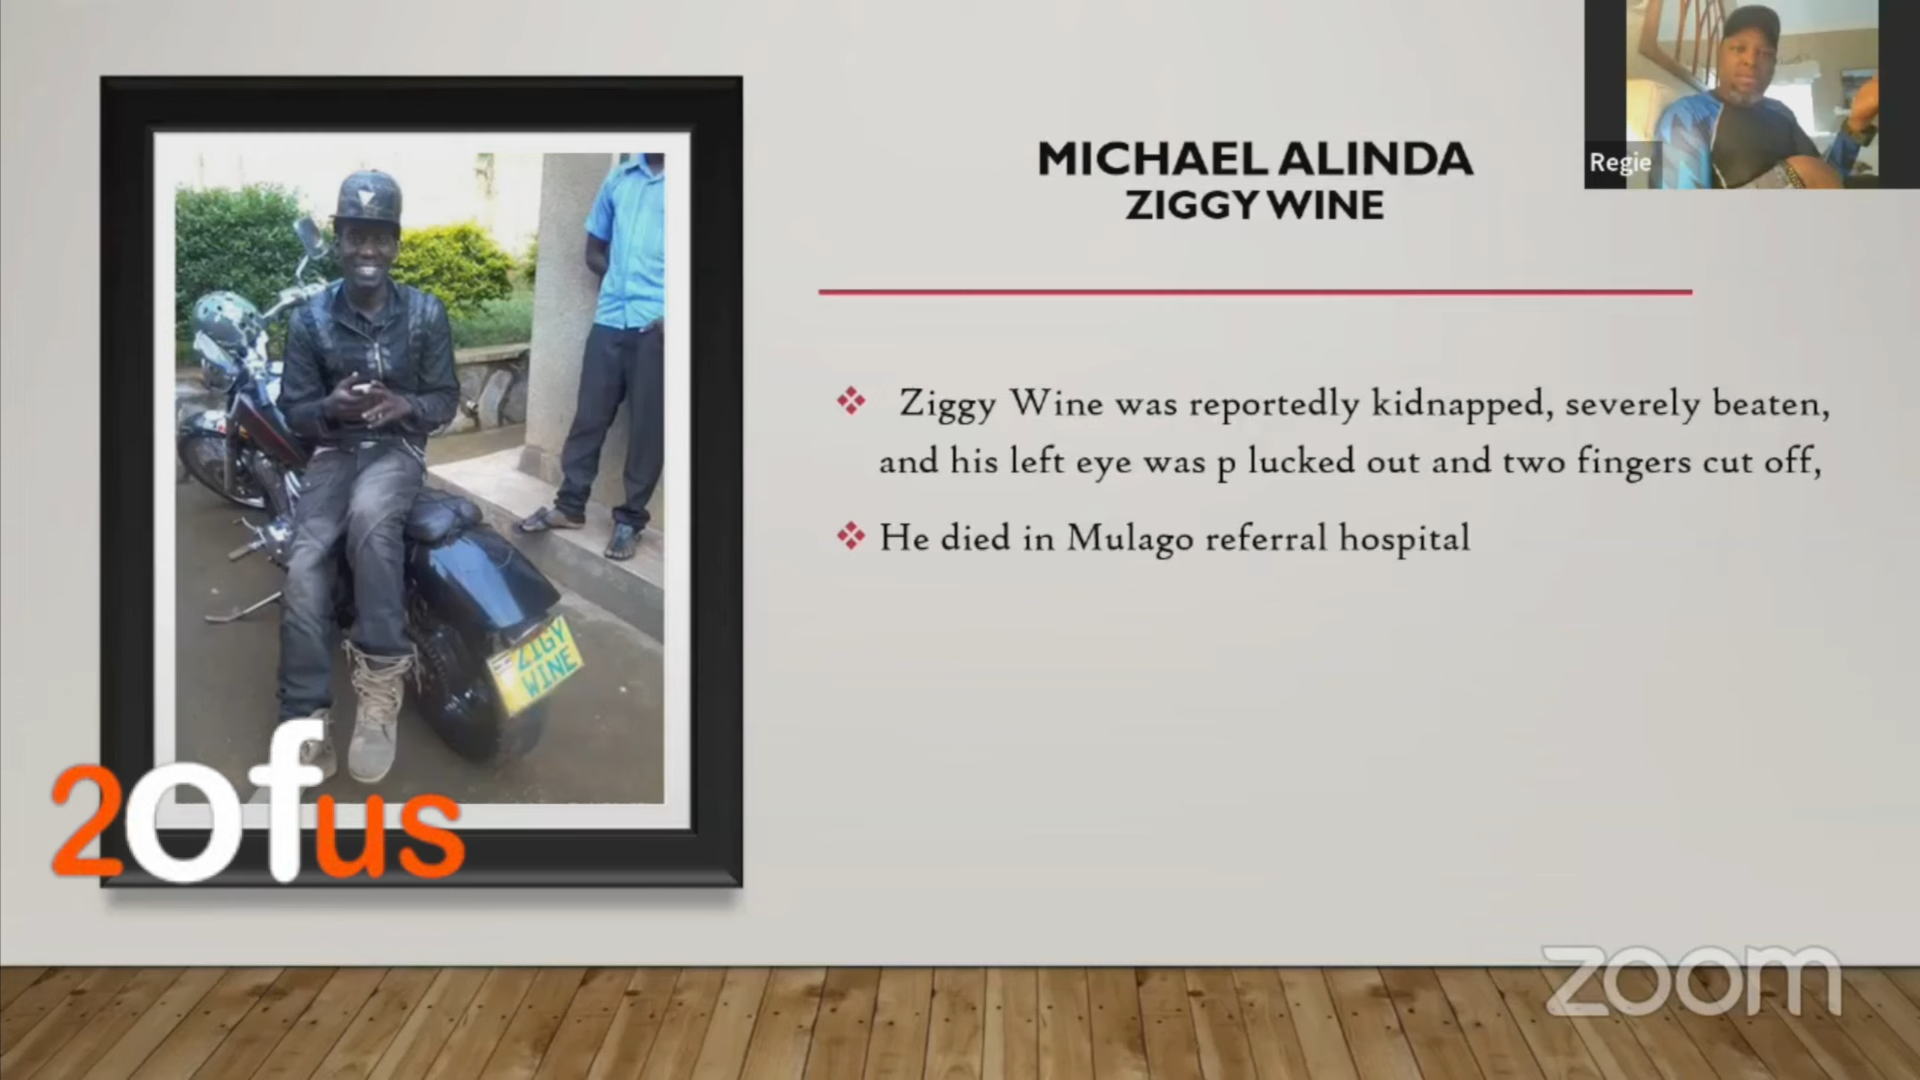 MICHAEL ALINDA
ZIGGY WINE
Regie
Ziggy Wine was reportedly kidnapped, severely beaten,
and his left eye was p lucked out and two fingers cut off,
He died in Mulago referral hospital
ZIGY
WINE
2Ofus
zoom